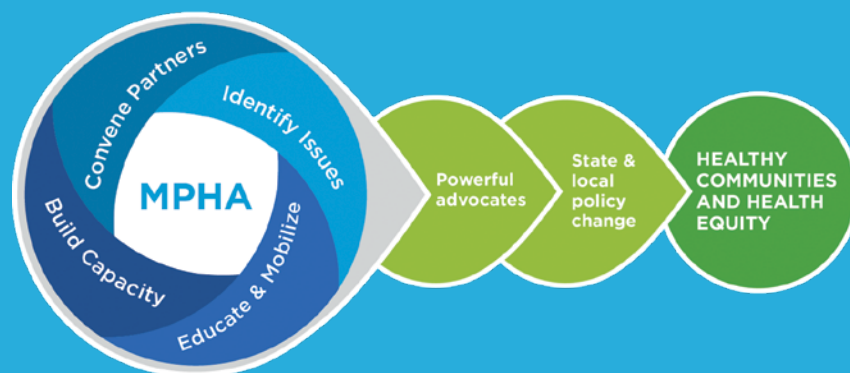 Convene Partners
Identify Issues
MPHA
Build Capacity
Educate & Mobilize
Powerful
advocates
State &
local
policy
change
HEALTHY
COMMUNITIES
AND HEALTH
EQUITY